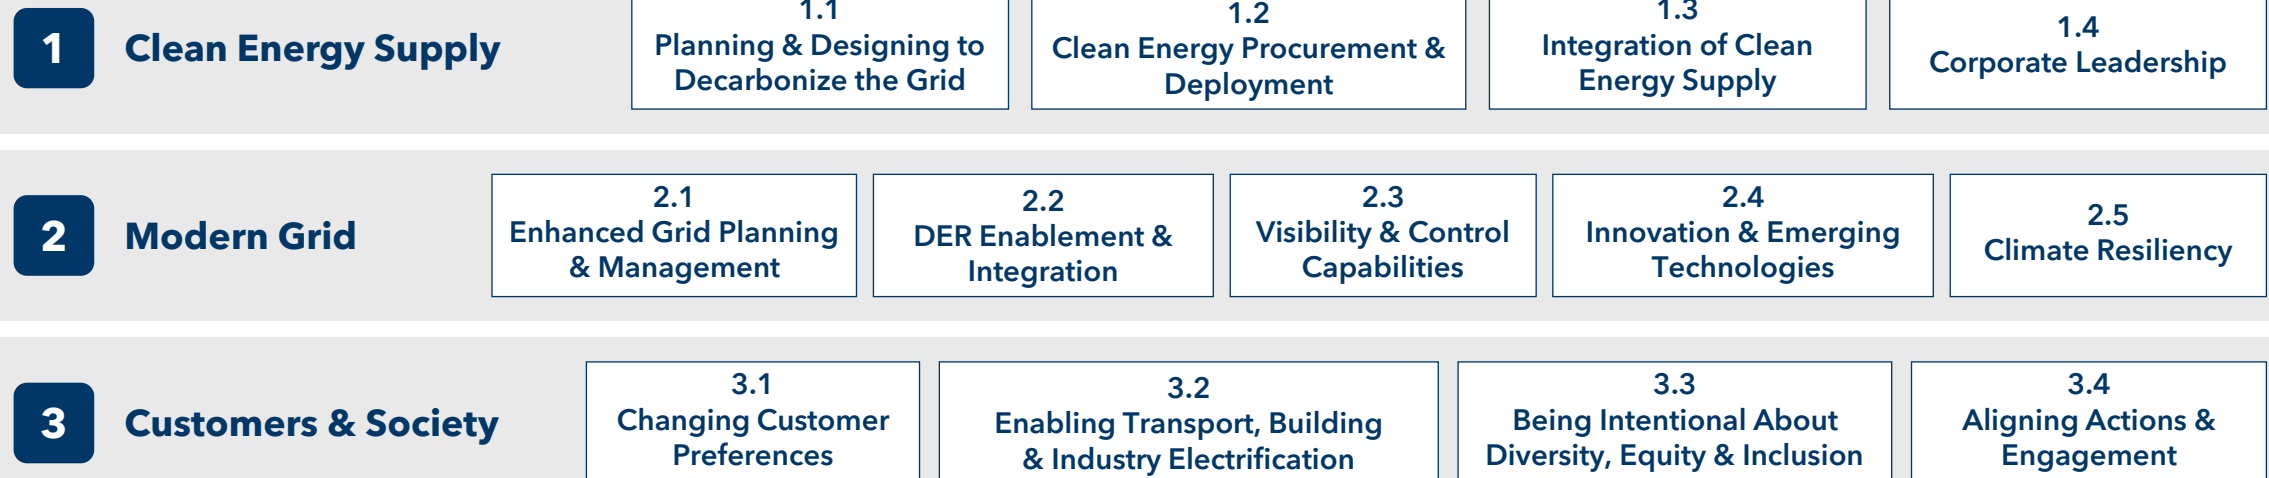 1
Clean Energy Supply
1.1
Planning & Designing to
Decarbonize the Grid
1.2
Clean Energy Procurement &
Deployment
1.3
Integration of Clean
Energy Supply
1.4
Corporate Leadership
2
Modern Grid
2.1
Enhanced Grid Planning
& Management
2.2
DER Enablement &
Integration
2.3
Visibility & Control
Capabilities
2.4
Innovation & Emerging
Technologies
2.5
Climate Resiliency
3
Customers & Society
3.1
Changing Customer
Preferences
3.2
Enabling Transport, Building
& Industry Electrification
3.3
Being Intentional About
Diversity, Equity & Inclusion
3.4
Aligning Actions &
Engagement